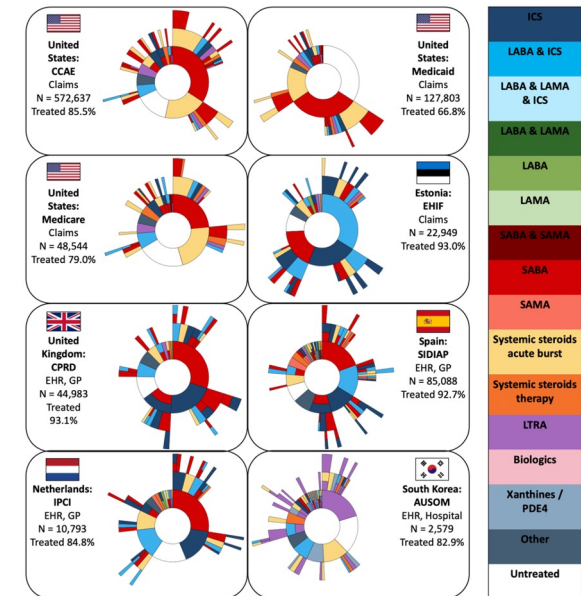 United
States:
CCAE
Claims
N = 572,637
Treated 85.5%
United
States:
Medicaid
Claims
N = 127,803
Treated 66.8%
United
States:
Medicare
Claims
N = 48,544
Treated 79.0%
Estonia:
EHIF
Claims
N = 22,949
Treated 93.0%
United
Kingdom:
CPRD
EHR, GP
N = 44,983
Treated
93.1%
Spain:
SIDIAP
EHR, GP
N = 85,088
Treated 92.7%
Netherlands:
IPCI
EHR, GP
N = 10,793
Treated 84.8%
South Korea:
AUSOM
EHR, Hospital
N = 2,579
Treated 82.9%
ICS
LABA & ICS
LABA & LAMA
& ICS
LABA & LAMA
LABA
LAMA
SABA & SAMA
SABA
SAMA
Systemic steroids
acute burst
Systemic steroids
therapy
LTRA
Biologics
Xanthines /
PDE4
Other
Untreated